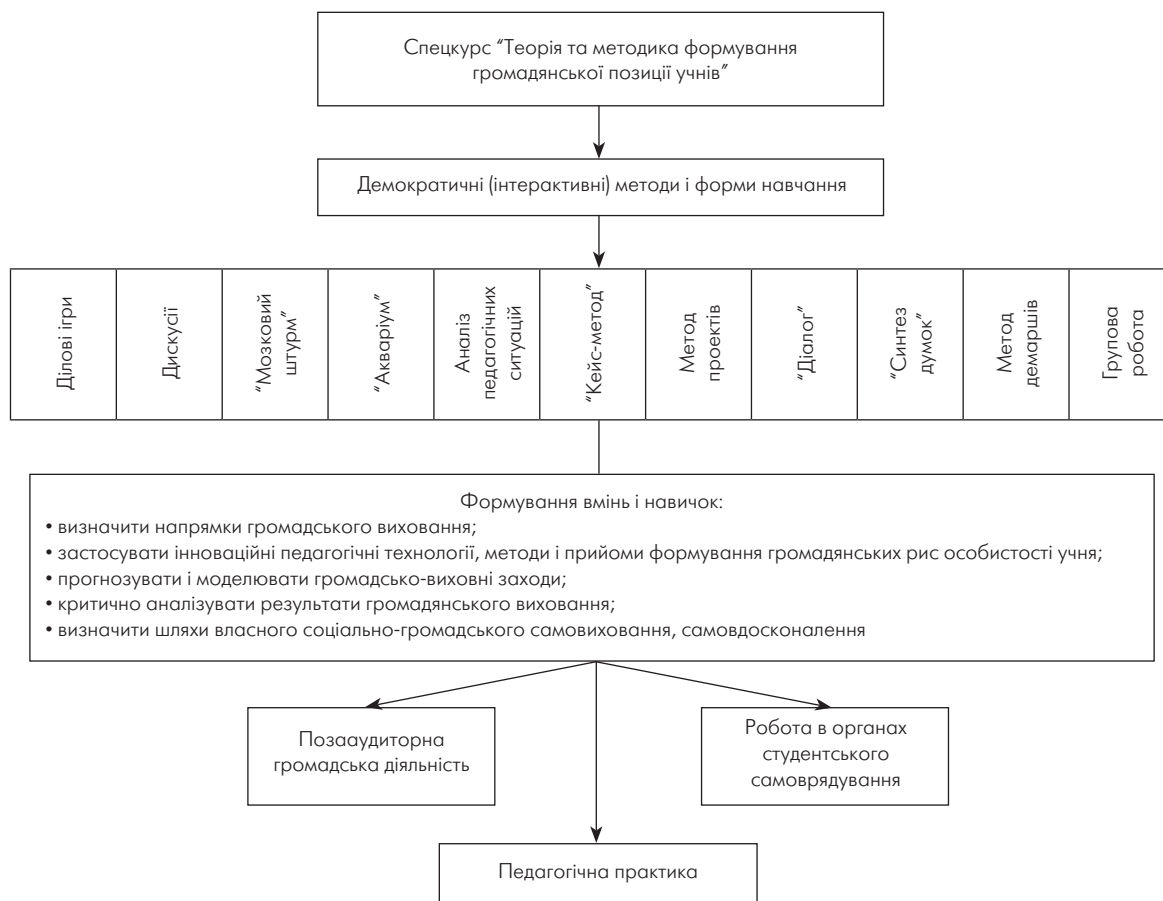 Спецкурс “Теорія та методика формування
громадянської позиції учнів”
Демократичні (інтерактивні) методи і форми навчання
Ділові ігри
Дискусії
“Мозковий
штурм”
“Акваріум”
Аналіз
педагогічних
ситуацій
“Кейс-метод”
Метод
проектів
“Діалог”
“Синтез
думок”
Метод
демаршів
Групова
робота
Формування вмінь і навичок:
• визначити напрямки громадського виховання;
• застосувати інноваційні педагогічні технології, методи і прийоми формування громадянських рис особистості учня;
• прогнозувати і моделювати громадсько-виховні заходи;
• критично аналізувати результати громадянського виховання;
• визначити шляхи власного соціально-громадського самовиховання, самовдосконалення
Позааудиторна
громадська діяльність
Робота в органах
студентського
самоврядування
Педагогічна практика